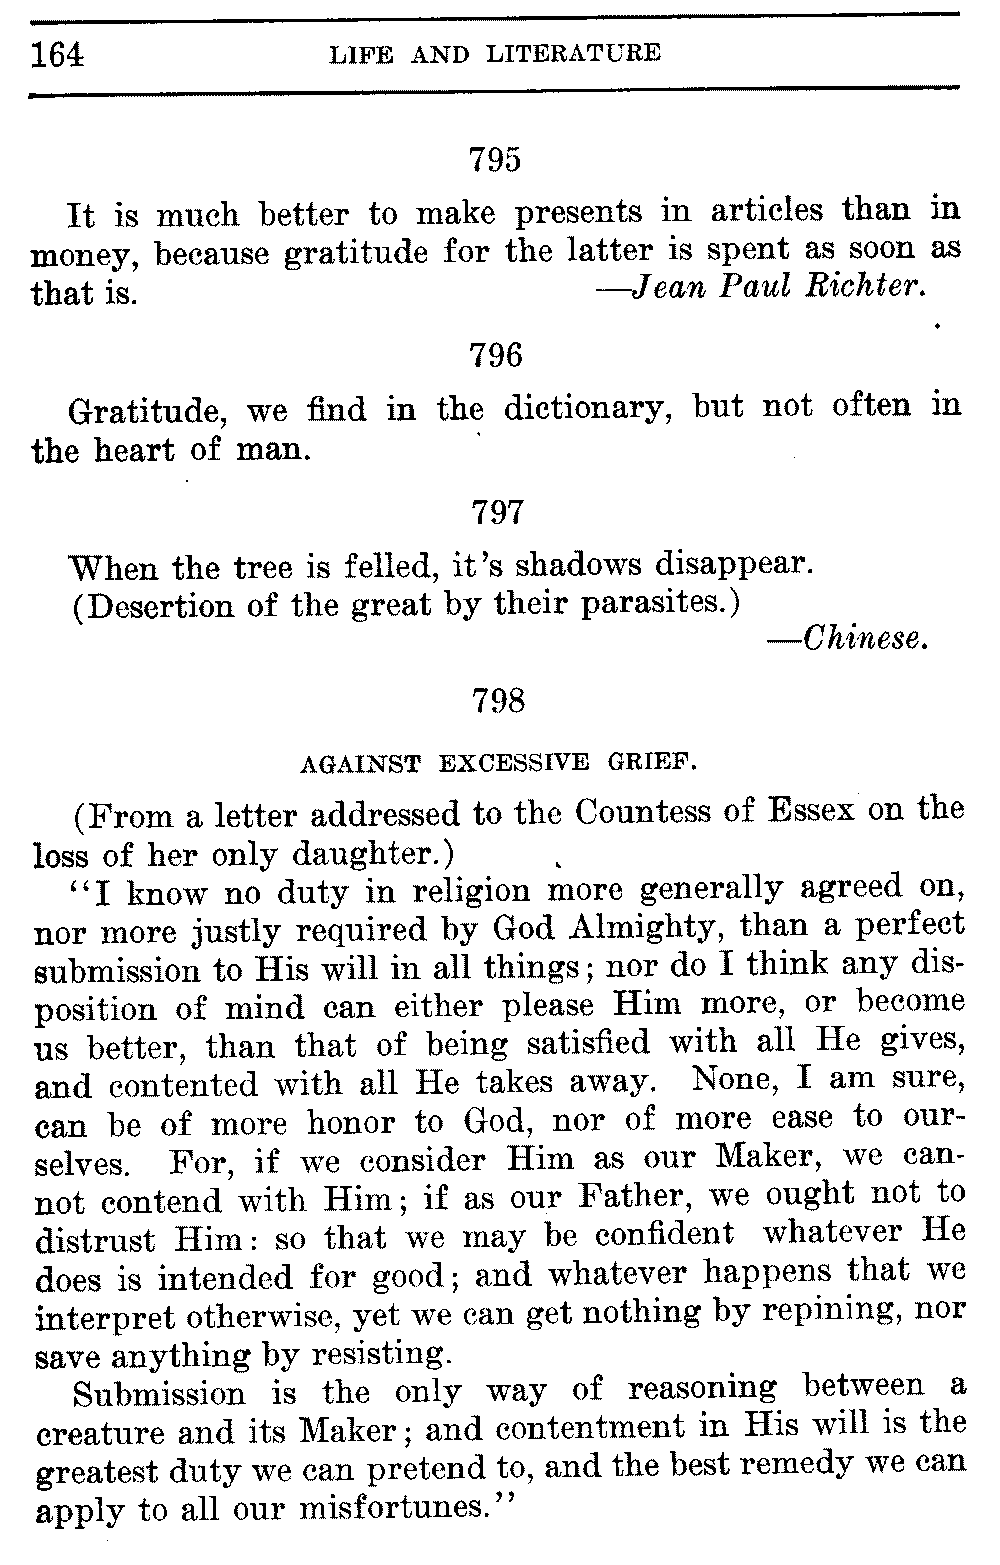 164 LIFE AND LITERATURE
795
It is much better to make presents in articles than in
money, because gratitude for the latter is spent as soon as
that is. —Jean Paul Richter.
796
Gratitude, we find in the dictionary, but not often in
the heart of man.
797
When the tree is felled, it's shadows disappear.
(Desertion of the great by their parasites.)
—Chinese.
798
AGAINST EXCESSIVE GRIEF.
(From a letter addressed to the Countess of Essex on the
loss of her only daughter.)
"I know no duty in religion more generally agreed on,
nor more justly required by God Almighty, than a perfect
submission to His will in all things; nor do I think any dis-
position of mind can either please Him more, or become
us better, than that of being satisfied with all He gives,
and contented with all He takes away. None, I am sure,
can be of more honor to God, nor of more ease to our-
selves. For, if we consider Him as our Maker, we can-
not contend with Him; if as our Father, we ought not to
distrust Him: so that we may be confident whatever He
does is intended for good; and whatever happens that we
interpret otherwise, yet we can get nothing by repining, nor
save anything by resisting.
Submission is the only way of reasoning between a
creature and its Maker; and contentment in His will is the
greatest duty we can pretend to, and the best remedy we can
apply to all our misfortunes."